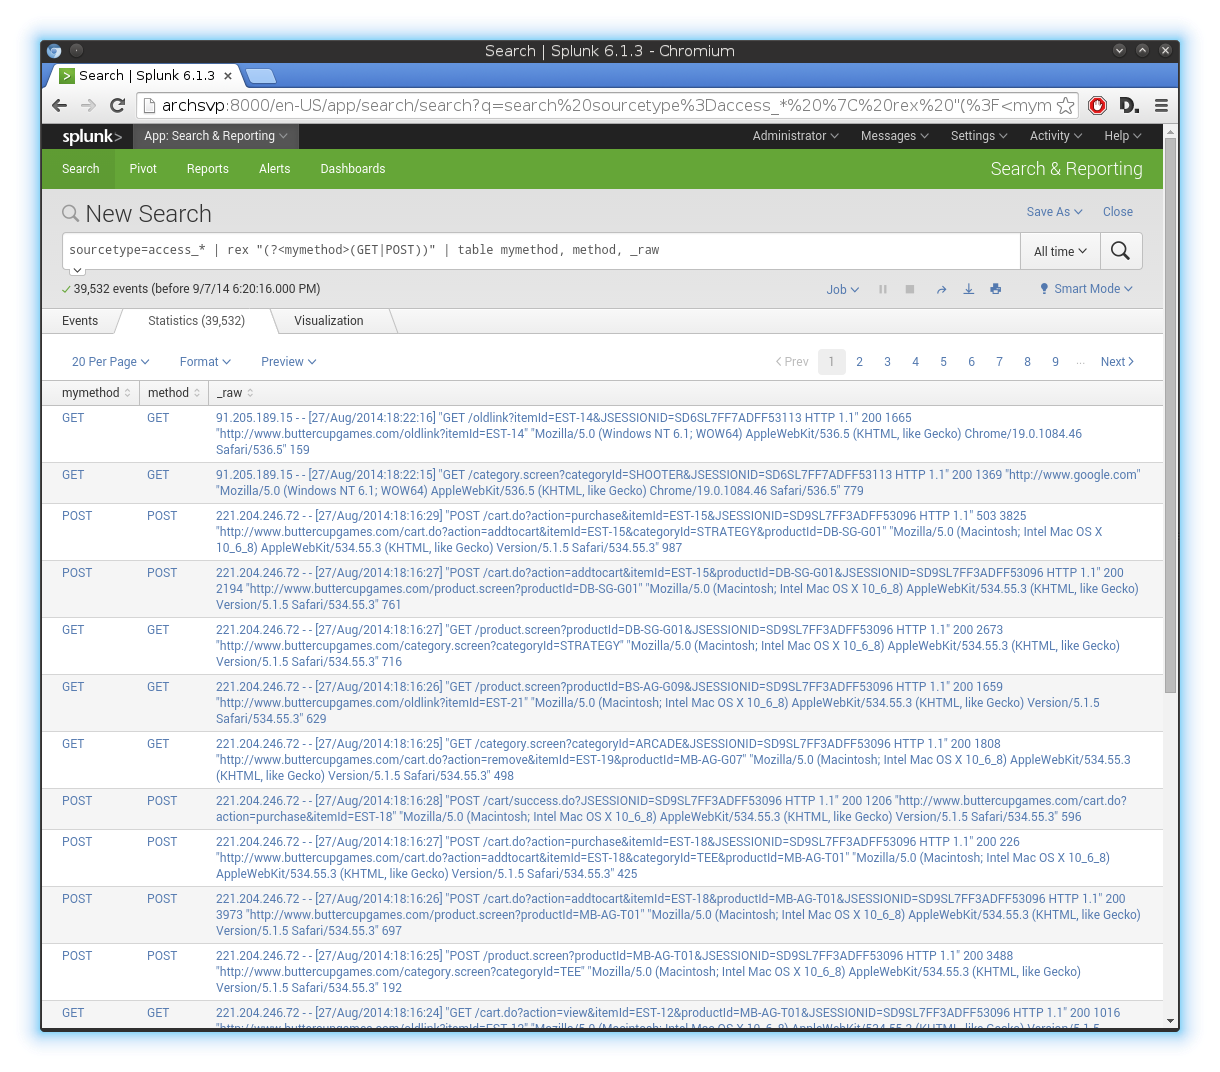 Search | Splunk 6.1.3 - Chromium
Search | Splunk 6.1.3 ×
archsvp:8000/en-US/app/search/search?q=search%20sourcetype%3Daccess_*%20%7C%20rex%20"(%3F<mym
D.
splunk> App: Search & Reporting Administrator Messages Settings Activity Help
Search Pivot Reports Alerts Dashboards Search & Reporting
New Search Save As Close
sourcetype=access_* | rex "(?<mymethod>(GET|POST))" | table mymethod, method, _raw All time
39,532 events (before 9/7/14 6:20:16.000 PM) Job Smart Mode
Events Statistics (39,532) Visualization
20 Per Page Format Preview Prev 1 2 3 4 5 6 7 8 9 ... Next
mymethod method _raw
GET GET 91.205.189.15 - - [27/Aug/2014:18:22:16] "GET /oldlink?itemId=EST-14&JSESSIONID=SD6SL7FF7ADFF53113 HTTP 1.1" 200 1665
"http://www.buttercupgames.com/oldlink?itemId=EST-14" "Mozilla/5.0 (Windows NT 6.1; WOW64) AppleWebKit/536.5 (KHTML, like Gecko) Chrome/19.0.1084.46
Safari/536.5" 159
GET GET 91.205.189.15 - - [27/Aug/2014:18:22:15] "GET /category.screen?categoryId=SHOOTER&JSESSIONID=SD6SL7FF7ADFF53113 HTTP 1.1" 200 1369 "http://www.google.com"
"Mozilla/5.0 (Windows NT 6.1; WOW64) AppleWebKit/536.5 (KHTML, like Gecko) Chrome/19.0.1084.46 Safari/536.5" 779
POST POST 221.204.246.72 - - [27/Aug/2014:18:16:29] "POST /cart.do?action=purchase&itemId=EST-15&JSESSIONID=SD9SL7FF3ADFF53096 HTTP 1.1" 503 3825
"http://www.buttercupgames.com/cart.do?action=addtocart&itemId=EST-15&categoryId=STRATEGY&productId=DB-SG-G01" "Mozilla/5.0 (Macintosh; Intel Mac OS X
10_6_8) AppleWebKit/534.55.3 (KHTML, like Gecko) Version/5.1.5 Safari/534.55.3" 987
POST POST 221.204.246.72 - - [27/Aug/2014:18:16:27] "POST /cart.do?action=addtocart&itemId=EST-15&productId=DB-SG-G01&JSESSIONID=SD9SL7FF3ADFF53096 HTTP 1.1" 200
2194 "http://www.buttercupgames.com/product.screen?productId=DB-SG-G01" "Mozilla/5.0 (Macintosh; Intel Mac OS X 10_6_8) AppleWebKit/534.55.3 (KHTML, like Gecko)
Version/5.1.5 Safari/534.55.3" 761
GET GET 221.204.246.72 - - [27/Aug/2014:18:16:27] "GET /product.screen?productId=DB-SG-G01&JSESSIONID=SD9SL7FF3ADFF53096 HTTP 1.1" 200 2673
"http://www.buttercupgames.com/category.screen?categoryId=STRATEGY" "Mozilla/5.0 (Macintosh; Intel Mac OS X 10_6_8) AppleWebKit/534.55.3 (KHTML, like Gecko)
Version/5.1.5 Safari/534.55.3" 716
GET GET 221.204.246.72 - - [27/Aug/2014:18:16:26] "GET /product.screen?productId=BS-AG-G09&JSESSIONID=SD9SL7FF3ADFF53096 HTTP 1.1" 200 1659
"http://www.buttercupgames.com/oldlink?itemId=EST-21" "Mozilla/5.0 (Macintosh; Intel Mac OS X 10_6_8) AppleWebKit/534.55.3 (KHTML, like Gecko) Version/5.1.5
Safari/534.55.3" 629
GET GET 221.204.246.72 - - [27/Aug/2014:18:16:25] "GET /category.screen?categoryId=ARCADE&JSESSIONID=SD9SL7FF3ADFF53096 HTTP 1.1" 200 1808
"http://www.buttercupgames.com/cart.do?action=remove&itemId=EST-19&productId=MB-AG-G07" "Mozilla/5.0 (Macintosh; Intel Mac OS X 10_6_8) AppleWebKit/534.55.3
(KHTML, like Gecko) Version/5.1.5 Safari/534.55.3" 498
POST POST 221.204.246.72 - - [27/Aug/2014:18:16:28] "POST /cart/success.do?JSESSIONID=SD9SL7FF3ADFF53096 HTTP 1.1" 200 1206 "http://www.buttercupgames.com/cart.do?
action=purchase&itemId=EST-18" "Mozilla/5.0 (Macintosh; Intel Mac OS X 10_6_8) AppleWebKit/534.55.3 (KHTML, like Gecko) Version/5.1.5 Safari/534.55.3" 596
POST POST 221.204.246.72 - - [27/Aug/2014:18:16:27] "POST /cart.do?action=purchase&itemId=EST-18&JSESSIONID=SD9SL7FF3ADFF53096 HTTP 1.1" 200 226
"http://www.buttercupgames.com/cart.do?action=addtocart&itemId=EST-18&categoryId=TEE&productId=MB-AG-T01" "Mozilla/5.0 (Macintosh; Intel Mac OS X 10_6_8)
AppleWebKit/534.55.3 (KHTML, like Gecko) Version/5.1.5 Safari/534.55.3" 425
POST POST 221.204.246.72 - - [27/Aug/2014:18:16:26] "POST /cart.do?action=addtocart&itemId=EST-18&productId=MB-AG-T01&JSESSIONID=SD9SL7FF3ADFF53096 HTTP 1.1" 200
3973 "http://www.buttercupgames.com/product.screen?productId=MB-AG-T01" "Mozilla/5.0 (Macintosh; Intel Mac OS X 10_6_8) AppleWebKit/534.55.3 (KHTML, like Gecko)
Version/5.1.5 Safari/534.55.3" 697
POST POST 221.204.246.72 - - [27/Aug/2014:18:16:25] "POST /product.screen?productId=MB-AG-T01&JSESSIONID=SD9SL7FF3ADFF53096 HTTP 1.1" 200 3488
"http://www.buttercupgames.com/category.screen?categoryId=TEE" "Mozilla/5.0 (Macintosh; Intel Mac OS X 10_6_8) AppleWebKit/534.55.3 (KHTML, like Gecko)
Version/5.1.5 Safari/534.55.3" 192
GET GET 221.204.246.72 - - [27/Aug/2014:18:16:24] "GET /cart.do?action=view&itemId=EST-12&productId=MB-AG-T01&JSESSIONID=SD9SL7FF3ADFF53096 HTTP 1.1" 200 1016
"http://www.buttercupgames.com/oldlink?itemId=EST-12" "Mozilla/5.0 (Macintosh; Intel Mac OS X 10_6_8) AppleWebKit/534.55.3 (KHTML, like Gecko) Version/5.1.5